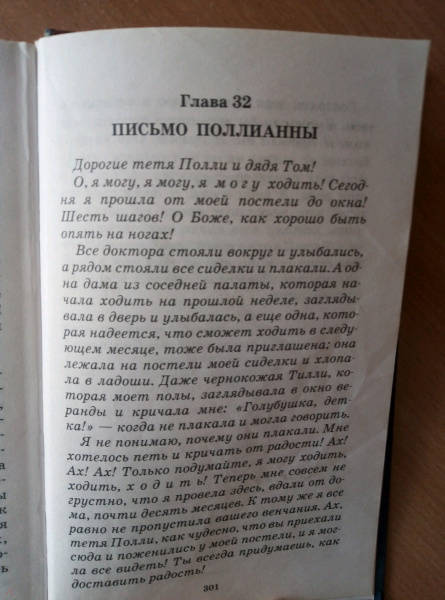 Глава 32
ПИСЬМО ПОЛЛИАННЫ
Дорогие тетя Полли и дядя Том!
О, я могу, я могу, я м о г у ходить! Сегод-
ня я прошла от моей постели до окна!
Шесть шагов! О Боже, как хорошо быть
опять на ногах!
Все доктора стояли вокруг и улыбались,
а рядом стояли все сиделки и плакали. А од-
на дама из соседней палаты, которая на-
чала ходить на прошлой неделе, загляды-
вала в дверь и улыбалась, а еще одна, кото-
рая надеется, что сможет ходить в следу-
ющем месяце, тоже была приглашена; она
лежала на постели моей сиделки и хлопа-
ла в ладоши. Даже чернокожая Тилли, ко-
торая моет полы, заглядывала в окно ве-
ранды и кричала мне: «Голубушка, дет-
ка!» — когда не плакала и могла говорить.
Я не понимаю, почему они плакали. Мне
хотелось петь и кричать от радости! Ах!
Ах! Ах! Только подумайте, я могу ходить,
ходить, х о д и т ь! Теперь мне совсем не
грустно, что я провела здесь, вдали от до-
ма, почти десять месяцев. К тому же я все
равно не пропустила вашего венчания. Ах,
тетя Полли, как чудесно, что вы приехали
сюда и поженились у моей постели, и я мог-
ла все видеть! Ты всегда придумаешь, как
доставить радость!
301